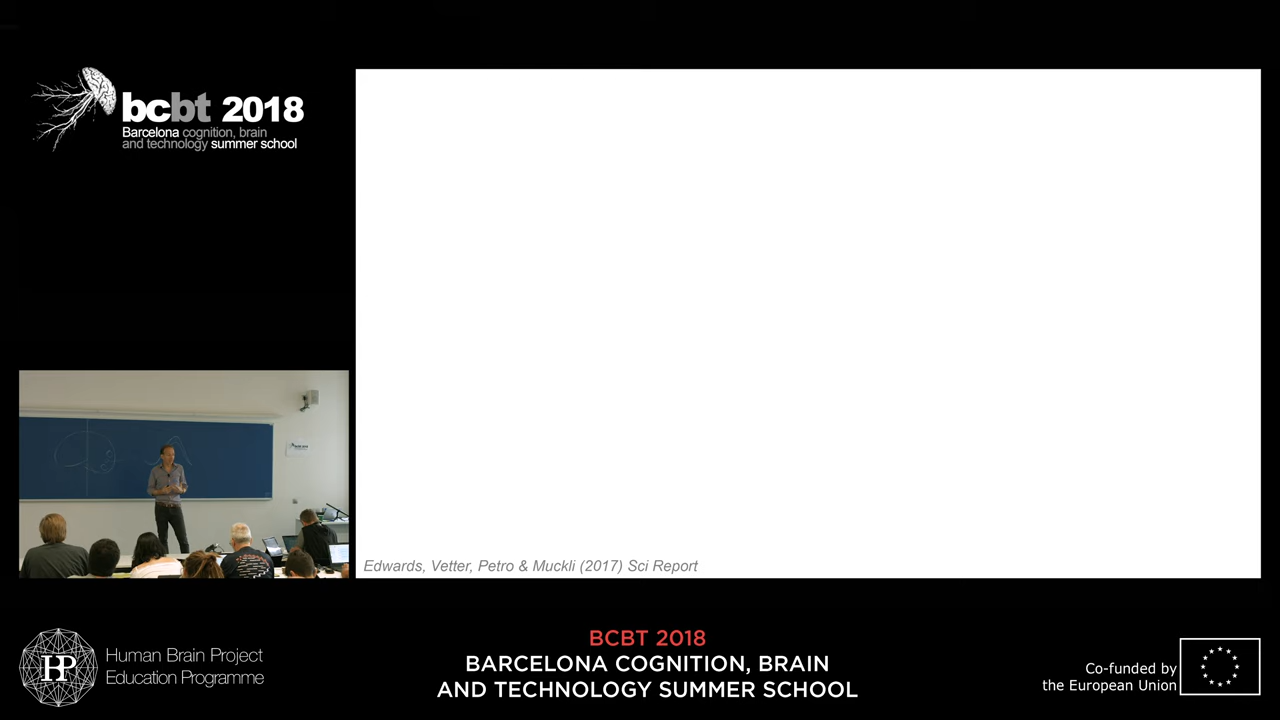 bcbt 2018
Barcelona cognition, brain
and technology summer school
Edwards, Vetter, Petro & Muckli (2017) Sci Report
HP
Human Brain Project
Education Programme
BCBT 2018
BARCELONA COGNITION, BRAIN
AND TECHNOLOGY SUMMER SCHOOL
Co-funded by
the European Union